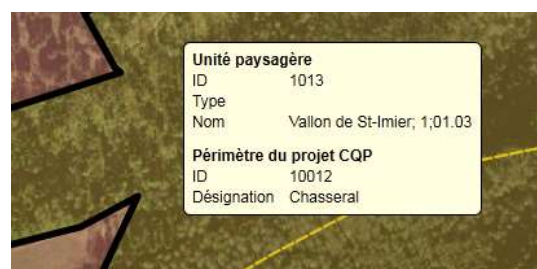 Unité paysagère
ID 1013
Type
Nom Vallon de St-Imier; 1;01.03
Périmètre du projet CQP
ID 10012
Désignation Chasseral